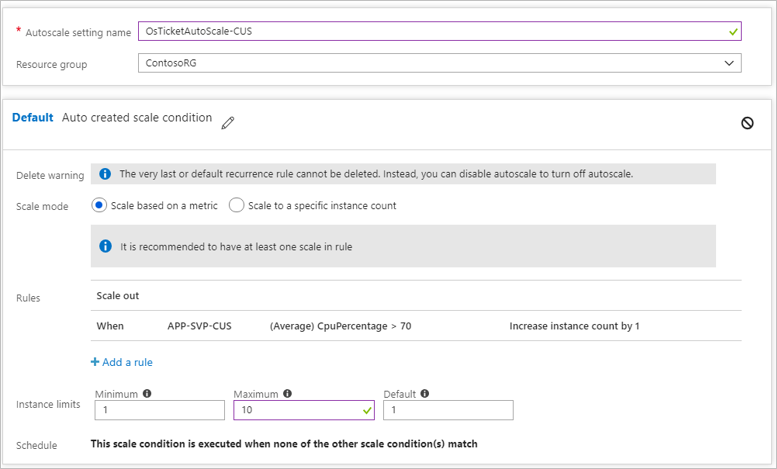 * Autoscale setting name OsTicketAutoScale-CUS
Resource group ContosoRG
Default Auto created scale condition
Delete warning The very last or default recurrence rule cannot be deleted. Instead, you can disable autoscale to turn off autoscale.
Scale mode Scale based on a metric Scale to a specific instance count
It is recommended to have at least one scale in rule
Rules Scale out
When APP-SVP-CUS (Average) CpuPercentage > 70 Increase instance count by 1
+ Add a rule
Minimum Maximum Default
Instance limits 1 10 1
Schedule This scale condition is executed when none of the other scale condition(s) match